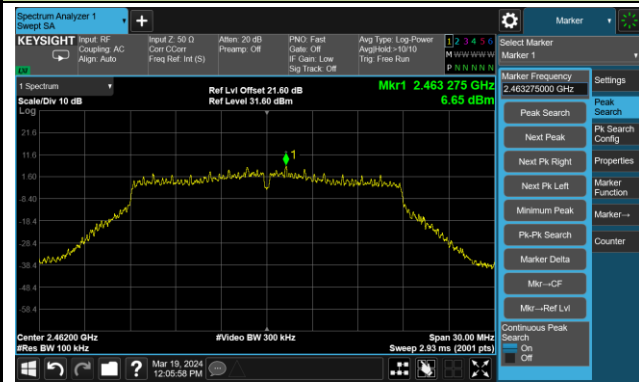 Spectrum Analyzer 1
Swept SA
+
Marker
KEYSIGHT
Input: RF
Coupling: AC
Align: Auto
Input Z: 50 Ω
Corr CCorr
Freq Ref: Int (S)
Atten: 20 dB
Preamp: Off
PNO: Fast
Gate: Off
IF Gain: Low
Sig Track: Off
Avg Type: Log-Power
Avg|Hold:>10/10
Trig: Free Run
1 2 3 4 5 6
M W W W W W
P N N N N N
LXI
Select Marker
Marker 1
1 Spectrum
Scale/Div 10 dB
Log
Ref Lvl Offset 21.60 dB
Ref Level 31.60 dBm
Mkr1 2.463 275 GHz
6.65 dBm
21.6
11.6
1.60
-8.40
-18.4
-28.4
-38.4
-48.4
-58.4
1
Center 2.46200 GHz
#Res BW 100 kHz
#Video BW 300 kHz
Span 30.00 MHz
Sweep 2.93 ms (2001 pts)
Marker Frequency
2.463275000 GHz
Peak Search
Next Peak
Next Pk Right
Next Pk Left
Minimum Peak
Pk-Pk Search
Marker Delta
Mkr→CF
Mkr→Ref Lvl
Continuous Peak
Search
On
Off
Settings
Peak
Search
Pk Search
Config
Properties
Marker
Function
Marker→
Counter
?
Mar 19, 2024
12:05:58 PM